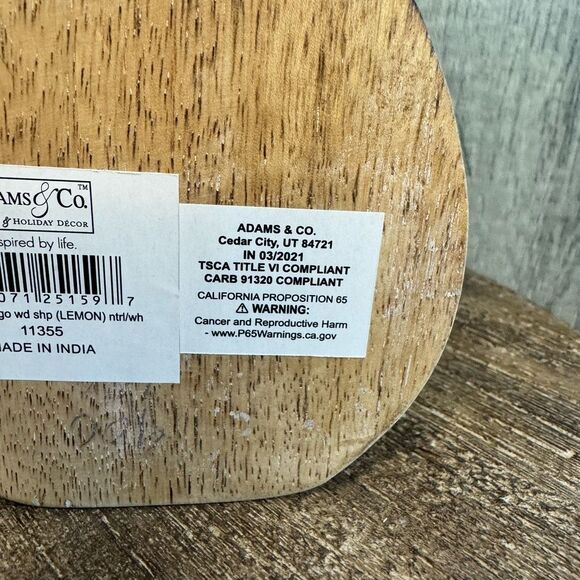 AMS & Co.™
& HOLIDAY DÉCOR
spired by life.
071 25159 7
go wd shp (LEMON) ntrl/wh
11355
MADE IN INDIA
ADAMS & CO.
Cedar City, UT 84721
IN 03/2021
TSCA TITLE VI COMPLIANT
CARB 91320 COMPLIANT
CALIFORNIA PROPOSITION 65
⚠ WARNING:
Cancer and Reproductive Harm
- www.P65Warnings.ca.gov